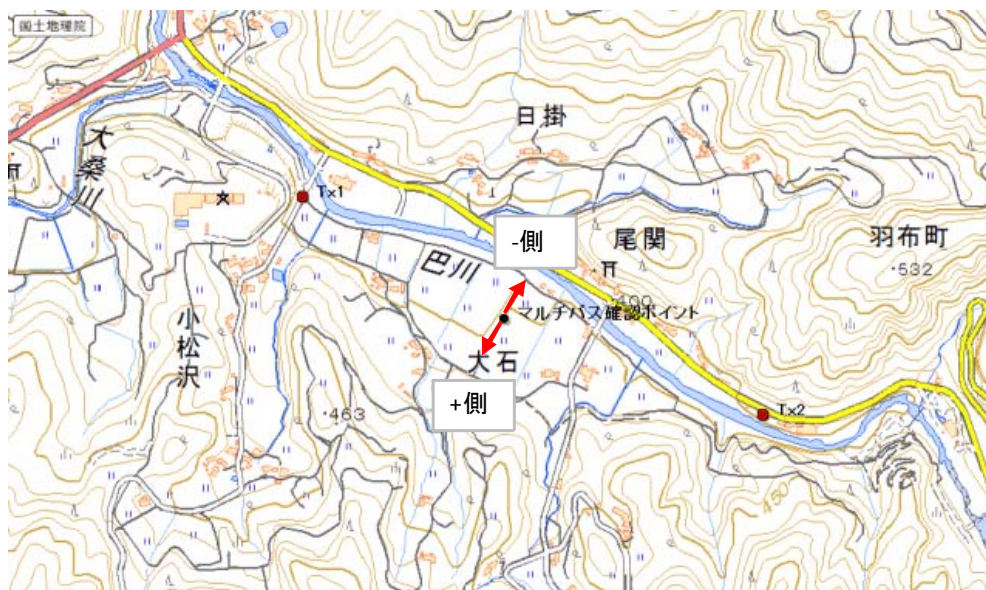 国土地理院
日掛
大桑川
Tx1
-側
尾関
羽布町
巴川
・532
400
マルチパス確認ポイント
小松沢
大石
+側
・463
Tx2
450